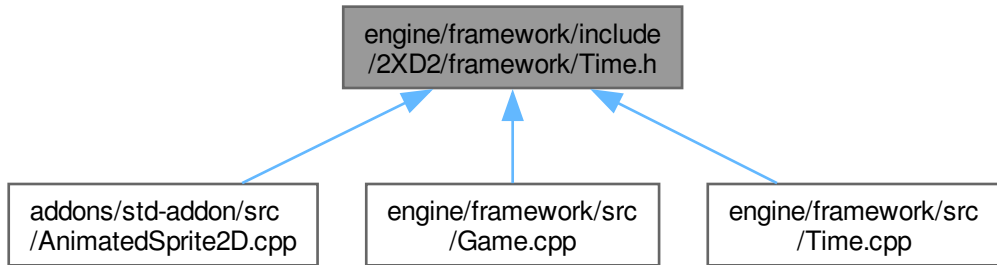 engine/framework/include
/2XD2/framework/Time.h
addons/std-addon/src
/AnimatedSprite2D.cpp
engine/framework/src
/Game.cpp
engine/framework/src
/Time.cpp